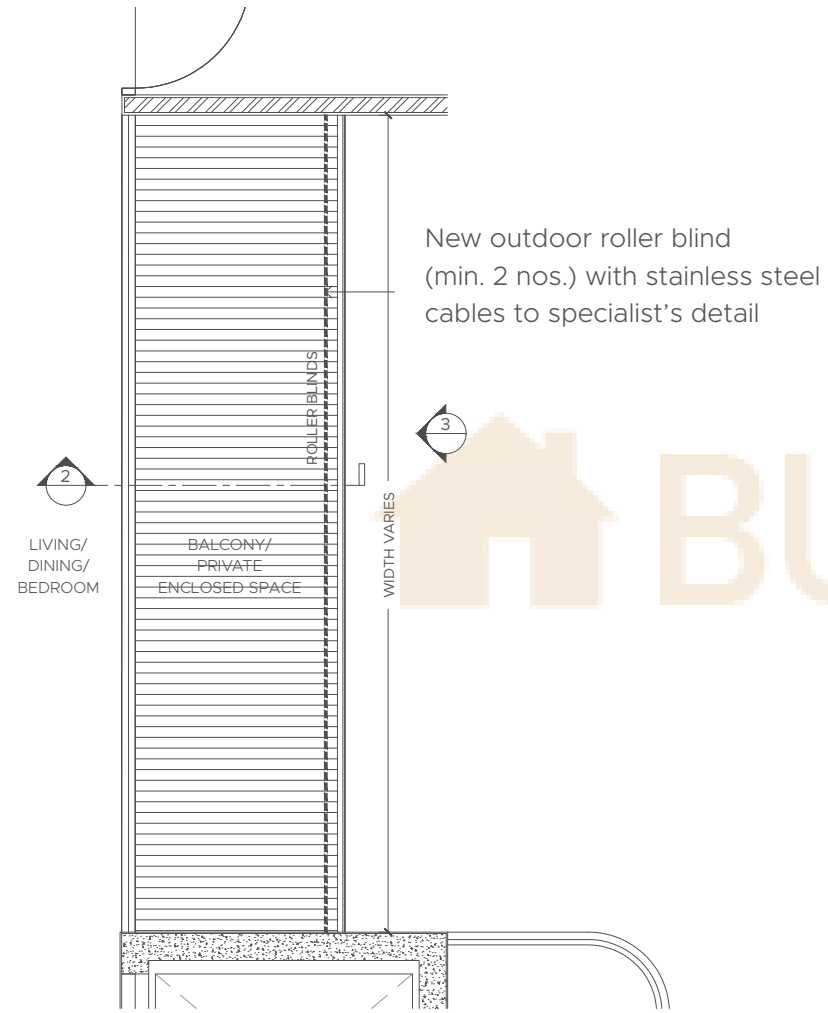 New outdoor roller blind
(min. 2 nos.) with stainless steel
cables to specialist's detail
ROLLER BLINDS
3
2
WIDTH VARIES
LIVING/
DINING/
BEDROOM
BALCONY/
PRIVATE
ENCLOSED SPACE
BU